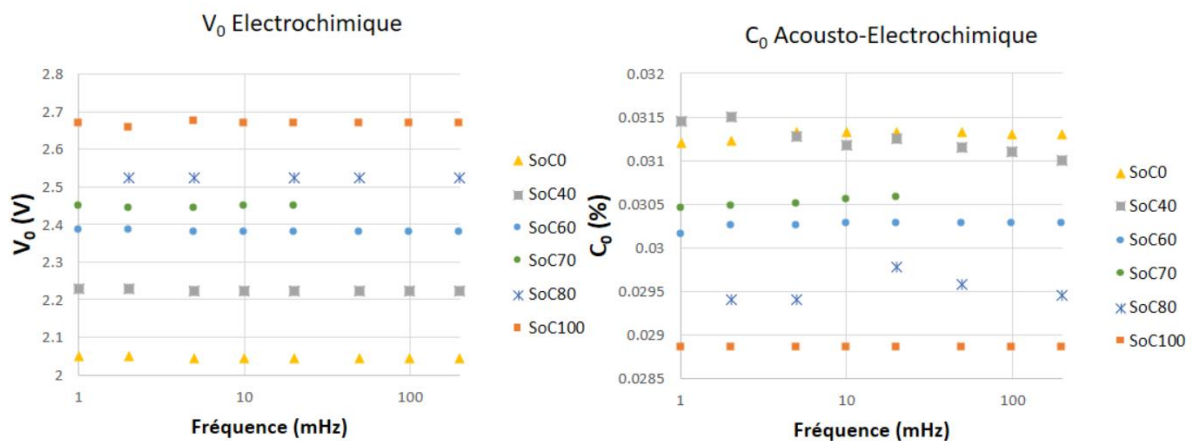 V₀ Electrochimique
2.8
2.7
2.6
2.5
2.4
2.3
2.2
2.1
2
V₀ (V)
1
10
100
Fréquence (mHz)
SoC0
SoC40
SoC60
SoC70
SoC80
SoC100
C₀ Acousto-Electrochimique
0.032
0.0315
0.031
0.0305
0.03
0.0295
0.029
0.0285
C₀ (%)
1
10
100
Fréquence (mHz)
SoC0
SoC40
SoC60
SoC70
SoC80
SoC100